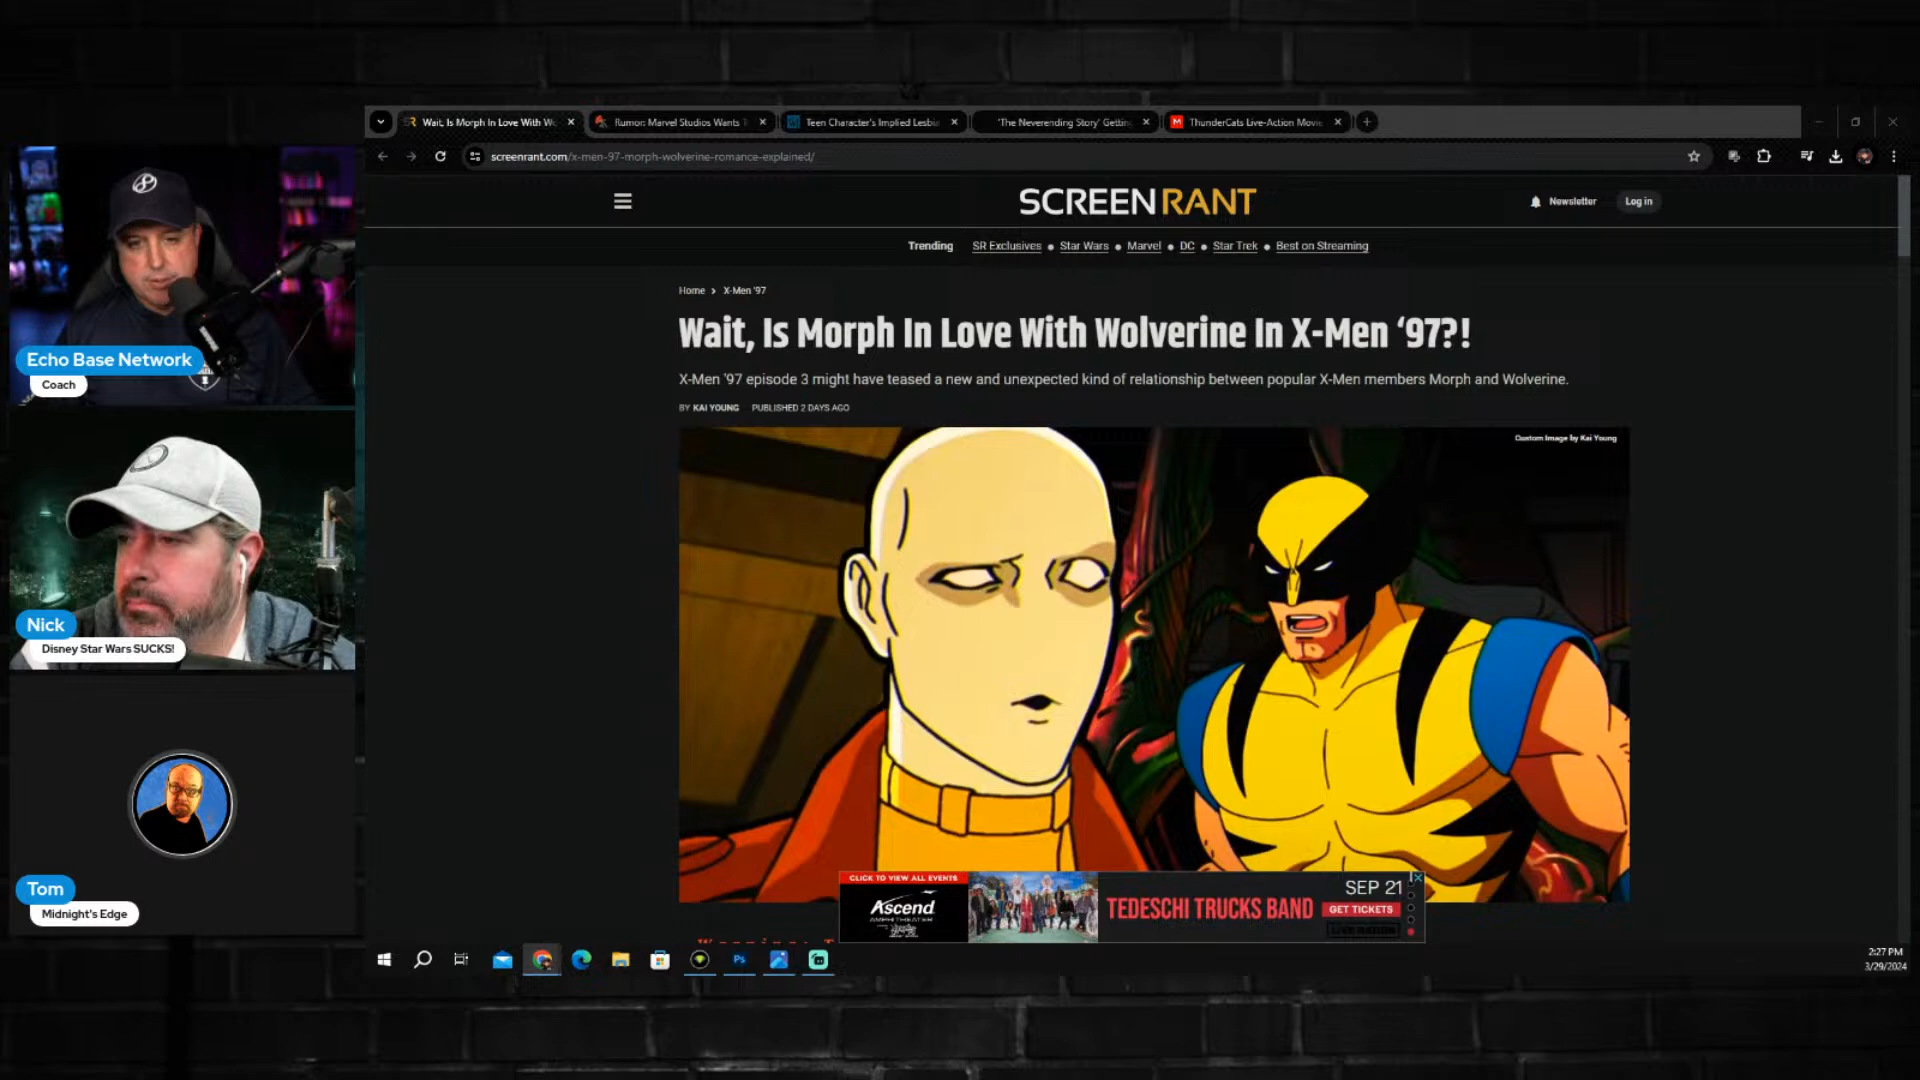 Wait, Is Morph In Love With Wo
Rumor: Marvel Studios Wants
Teen Character's Implied Lesbi
'The Neverending Story' Gettin
ThunderCats Live-Action Movie
screenrant.com/x-men-97-morph-wolverine-romance-explained/
SCREENRANT
Newsletter
Log in
Trending
SR Exclusives
Star Wars
Marvel
DC
Star Trek
Best on Streaming
Home > X-Men '97
Wait, Is Morph In Love With Wolverine In X-Men ‘97?!
X-Men '97 episode 3 might have teased a new and unexpected kind of relationship between popular X-Men members Morph and Wolverine.
BY KAI YOUNG PUBLISHED 2 DAYS AGO
Custom Image by Kai Young
Echo Base Network
Coach
Nick
Disney Star Wars SUCKS!
Tom
Midnight's Edge
CLICK TO VIEW ALL EVENTS
Ascend
AMPHITHEATER
TEDESCHI TRUCKS BAND
SEP 21
GET TICKETS
LIVE NATION
Ps
2:27 PM
3/29/2024